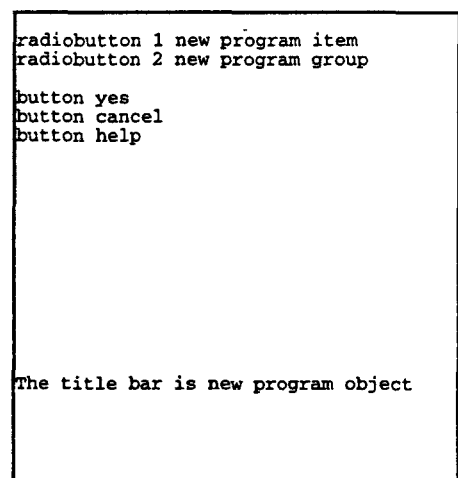 radiobutton 1 new program item
radiobutton 2 new program group
button yes
button cancel
button help
The title bar is new program object